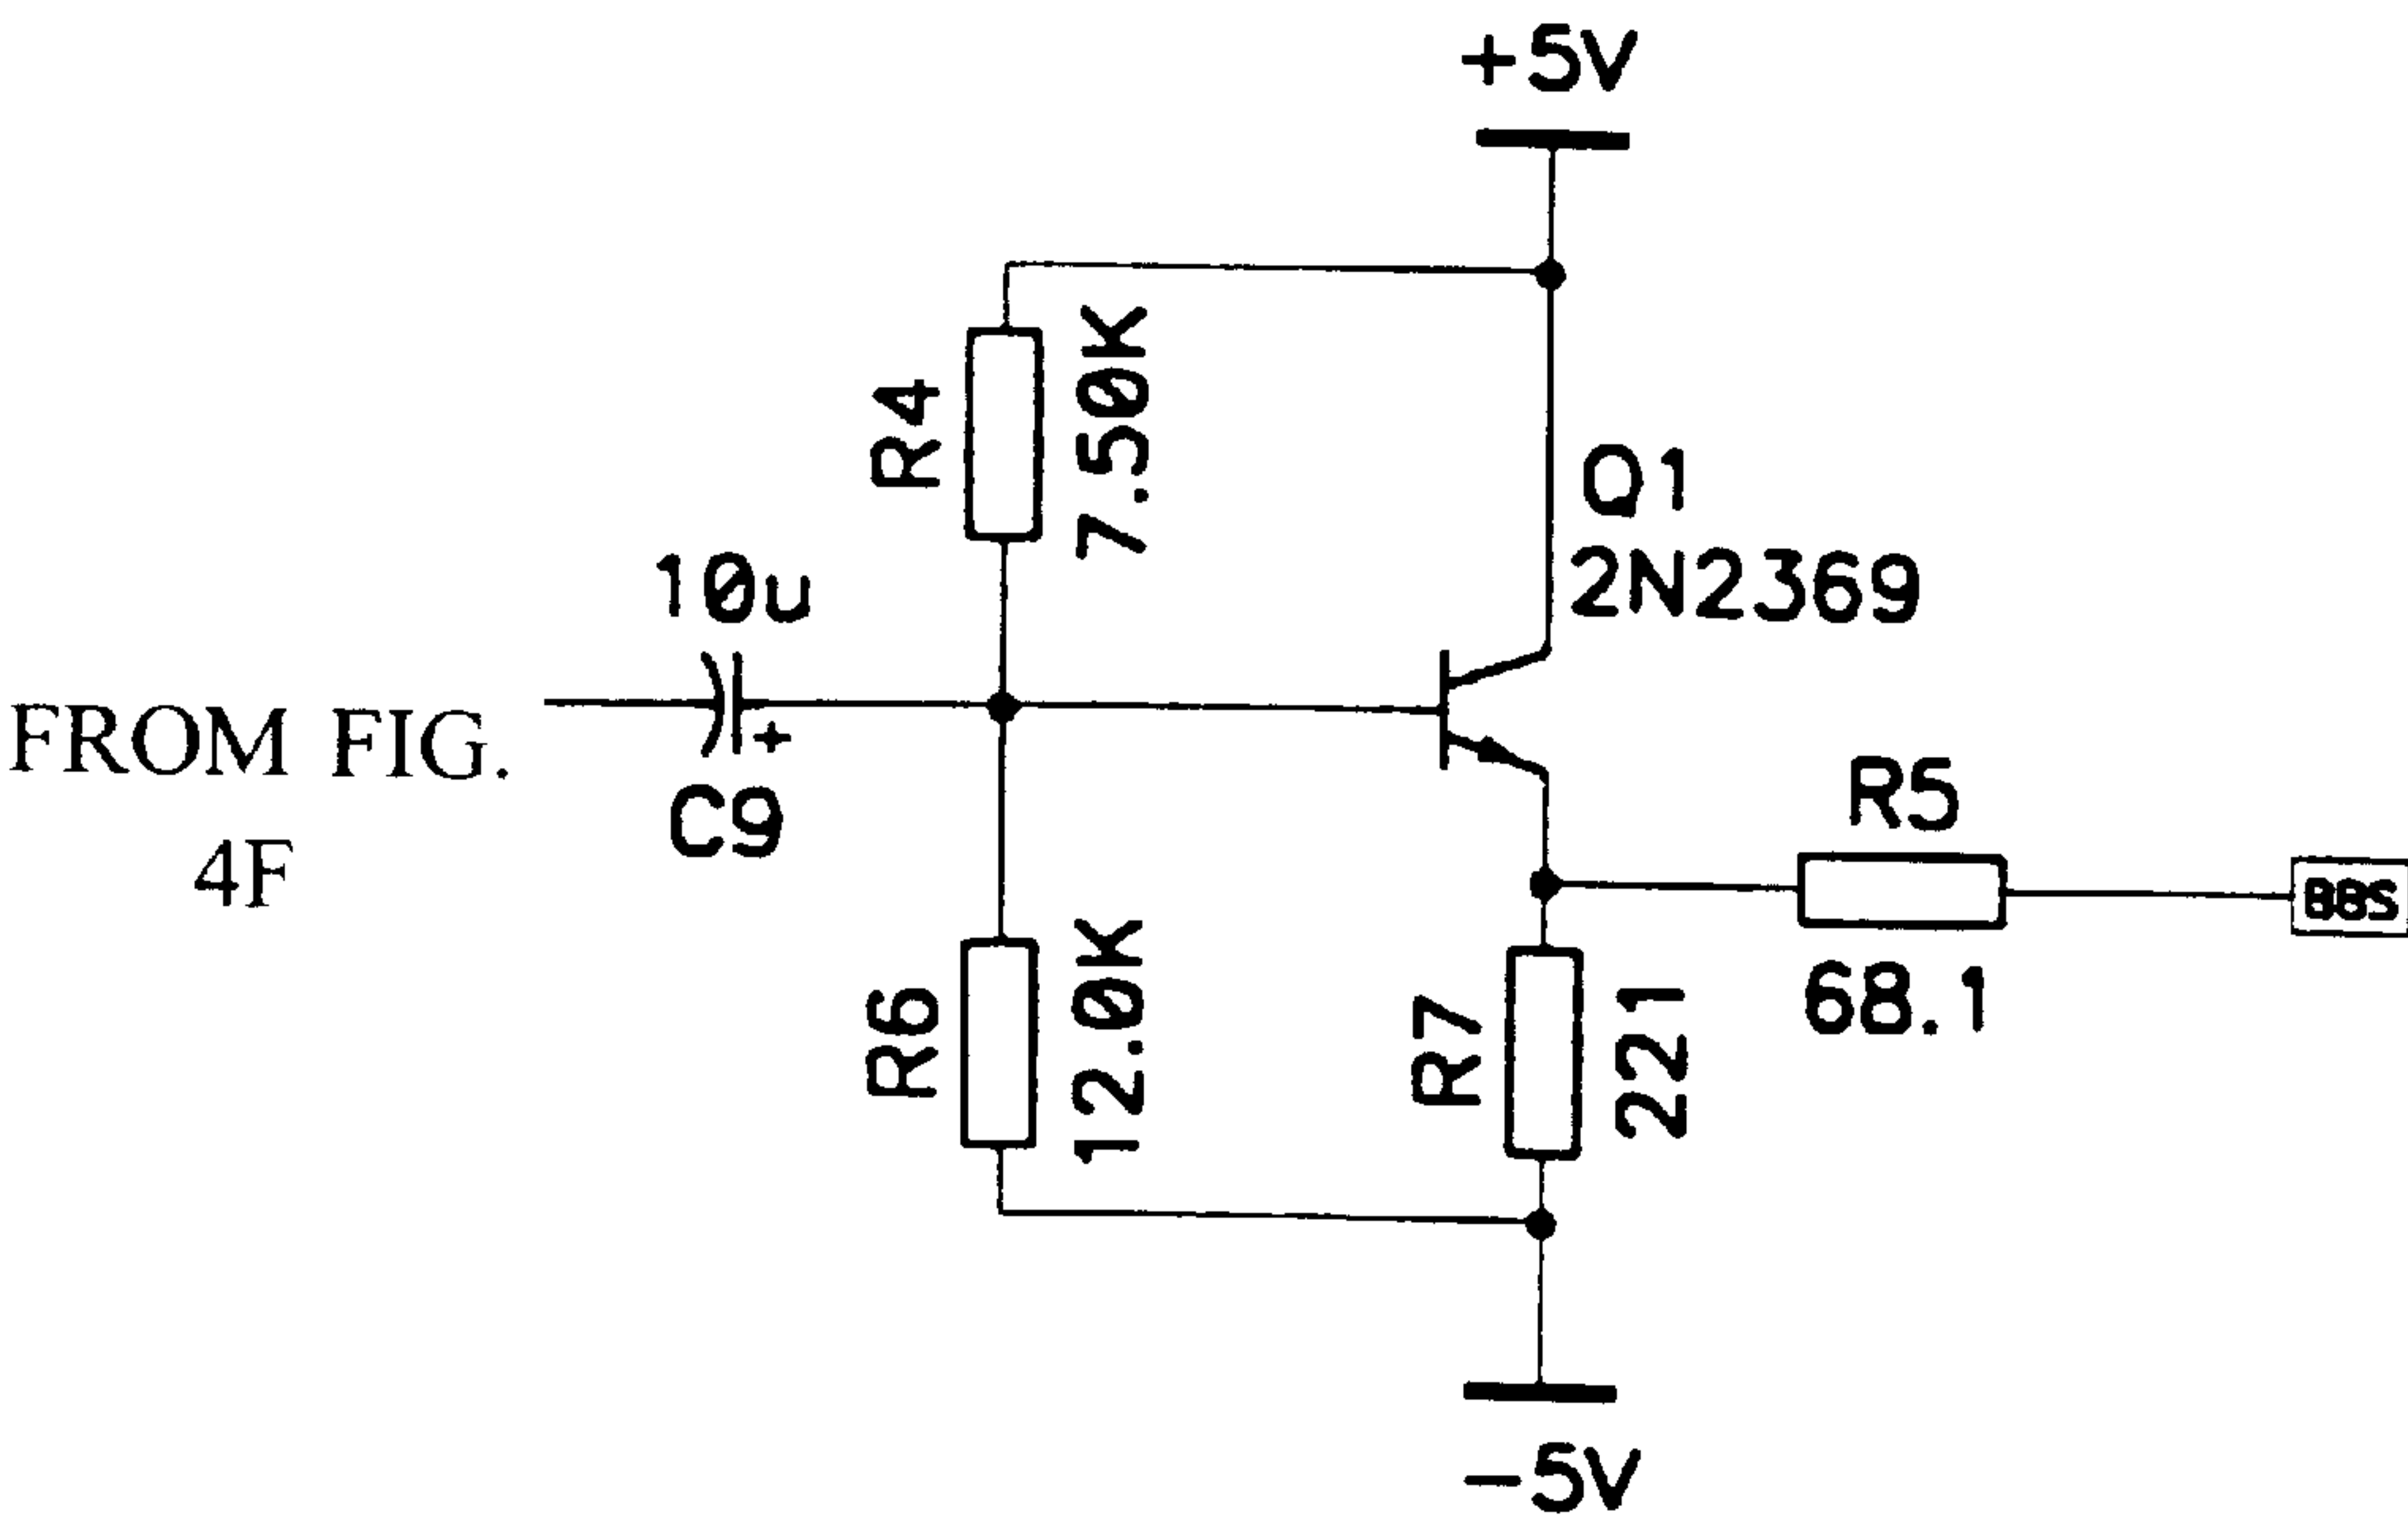 +5V
R4
7.50K
Q1
2N2369
10u
+
C9
FROM FIG.
4F
R5
BBS
68.1
R6
12.0K
R7
221
-5V